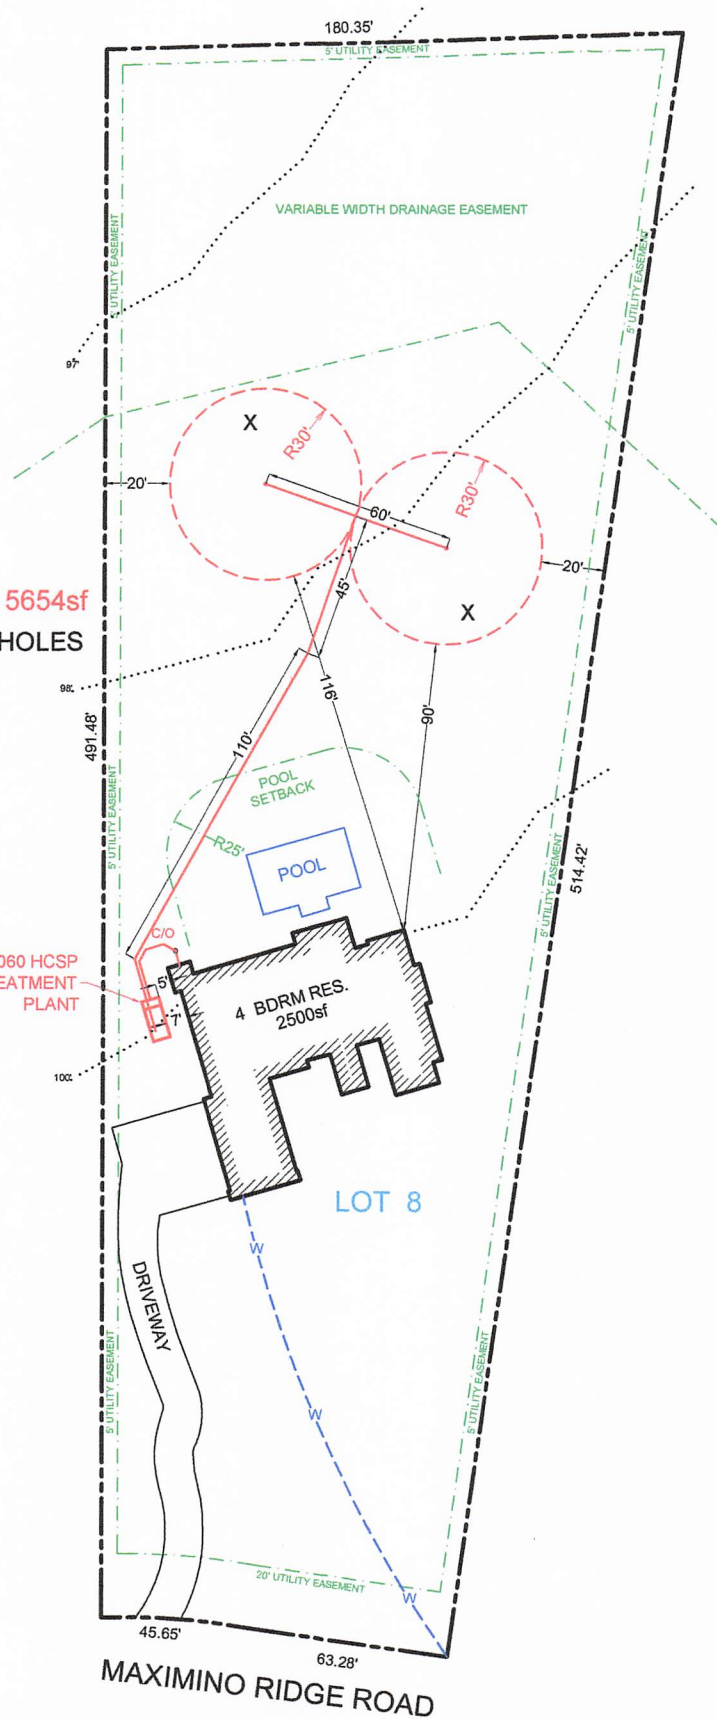 180.35'
5' UTILITY EASEMENT
VARIABLE WIDTH DRAINAGE EASEMENT
5' UTILITY EASEMENT
5' UTILITY EASEMENT
97'
X
R30'
R30'
20'
60'
20'
45'
X
5654sf
HOLES
98'
116'
90'
491.48'
110'
POOL
SETBACK
R25'
POOL
5' UTILITY EASEMENT
5' UTILITY EASEMENT
514.42'
C/O
060 HCSP
EATMENT
PLANT
5'
7'
4 BDRM RES.
2500sf
100'
LOT 8
W
DRIVEWAY
W
5' UTILITY EASEMENT
5' UTILITY EASEMENT
20' UTILITY EASEMENT
W
45.65'
63.28'
MAXIMINO RIDGE ROAD